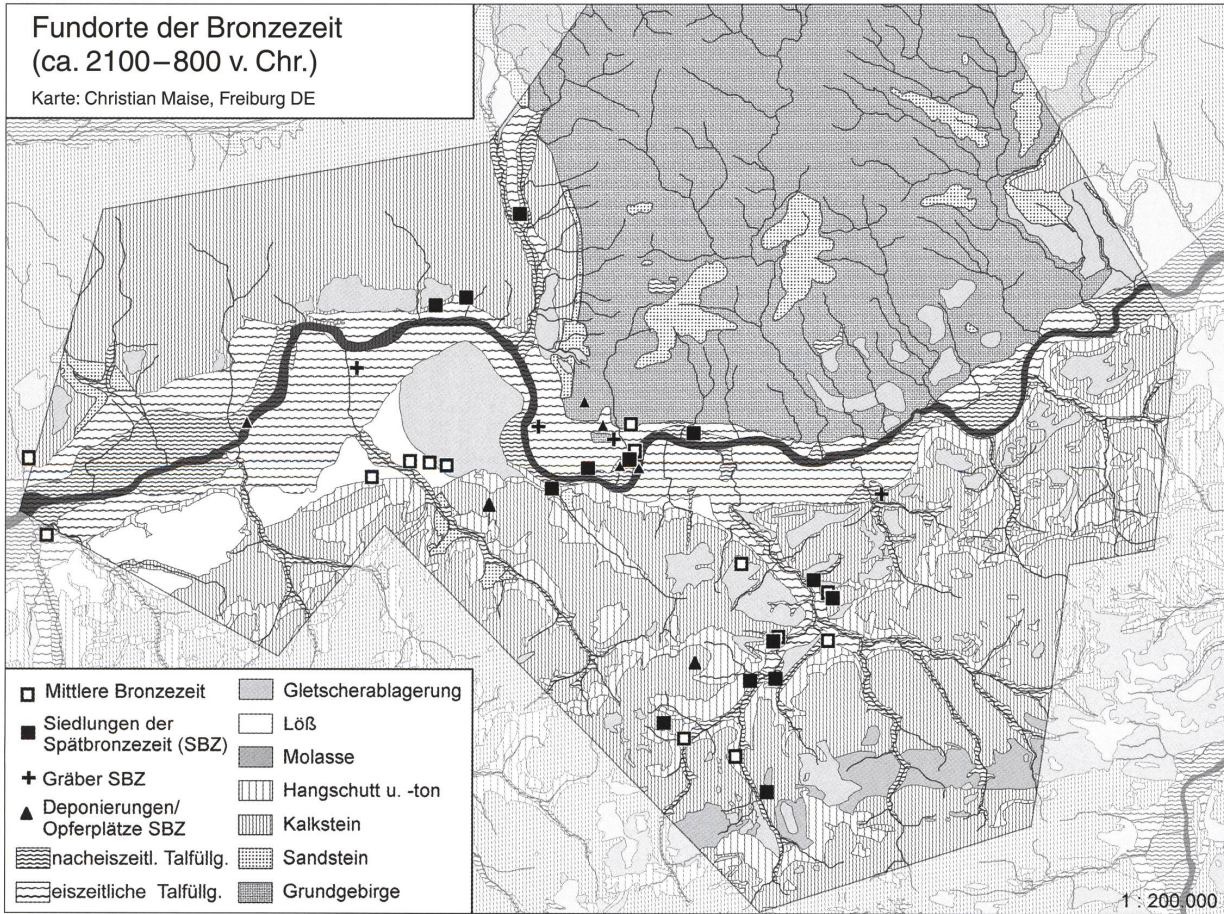 Fundorte der Bronzezeit
(ca. 2100–800 v. Chr.)
Karte: Christian Maise, Freiburg DE
Mittlere Bronzezeit
Siedlungen der
Spätbronzezeit (SBZ)
Gräber SBZ
Deponierungen/
Opferplätze SBZ
nacheiszeitl. Talfüllg.
eiszeitliche Talfüllg.
Gletscherablagerung
Löß
Molasse
Hangschutt u. -ton
Kalkstein
Sandstein
Grundgebirge
1 : 200.000